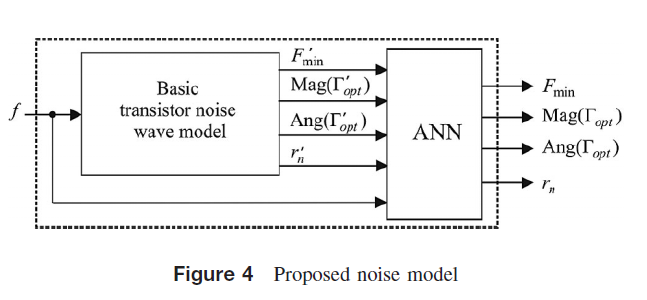 f
Basic
transistor noise
wave model
F′min
Mag(Γ′opt)
Ang(Γ′opt)
r′n
ANN
Fmin
Mag(Γopt)
Ang(Γopt)
rn
Figure 4 Proposed noise model